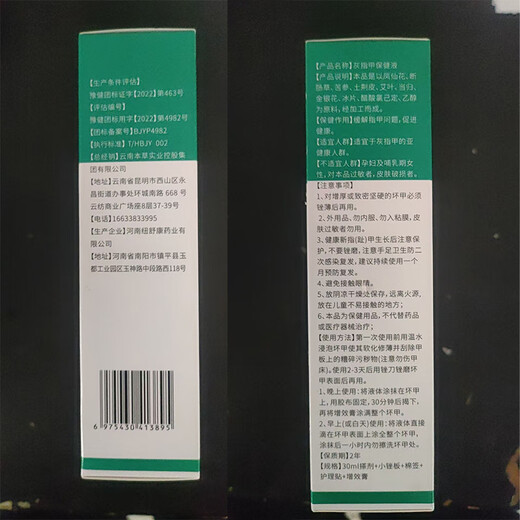 【生产条件评估】
豫健团标证字【2022】第463号
【评估编号】
豫健团标用字【2022】第4982号
【团标备案号】BJYP4982
【执行标准】T/HBJY 002
【总经销】云南本草实业控股集
团有限公司
【地址】云南省昆明市西山区永
昌街道办事处环城南路 668 号
云纺商业广场座8层37-39号
【电话】16633833995
【生产企业】河南纽舒康药业有
限公司
【地址】河南省南阳市镇平县玉
都工业园区玉神路中段路西118号
6 975430 413895
【产品名称】灰指甲保健液
【产品说明】本品是以凤仙花、断
肠草、苦参、土荆皮、艾叶、当归、
金银花、冰片、醋酸氯已定、乙醇
为原料，经加工而成。
【保健作用】缓解指甲问题，促进
健康。
【适宜人群】适宜于灰指甲的亚
健康人群。
【不适宜人群】孕妇及哺乳期女
性、对本品过敏者、皮肤破损者。
【注意事项】
1、对增厚或致密坚硬的坏甲必须
锉薄后再用。
2、外用品、勿内服、勿入粘膜，皮
肤过敏者勿用。
3、健康新指(趾)甲生长后注意保
护，不要锉磨，注意手足卫生防二
次感染复发，建议持续使用一个
月预防复发。
4、避免接触眼睛。
5、放阴凉干燥处保存，远离火源，
放在儿童不易接触的地方；
6、本品为保健用品，不代替药品
或医疗器械治疗；
【使用方法】第一次使用前用温水
浸泡坏甲使其软化修薄并刮除甲
板上的糟碎污秽物(注意勿伤甲
床)。使用2-3天后用锉刀锉磨坏
甲表面后再用。
1、晚上使用：将液体涂抹在坏甲
上，用胶布固定，30分钟后揭下，
再将增效膏涂满整个坏甲。
2、早上(或白天)使用：将液体直接
滴在坏甲表面上涂全整个坏甲，
涂抹后一小时内勿擦洗坏甲处。
【保质期】2年
【规格】30ml搽剂+小锉板+棉签+
护理贴+增效膏